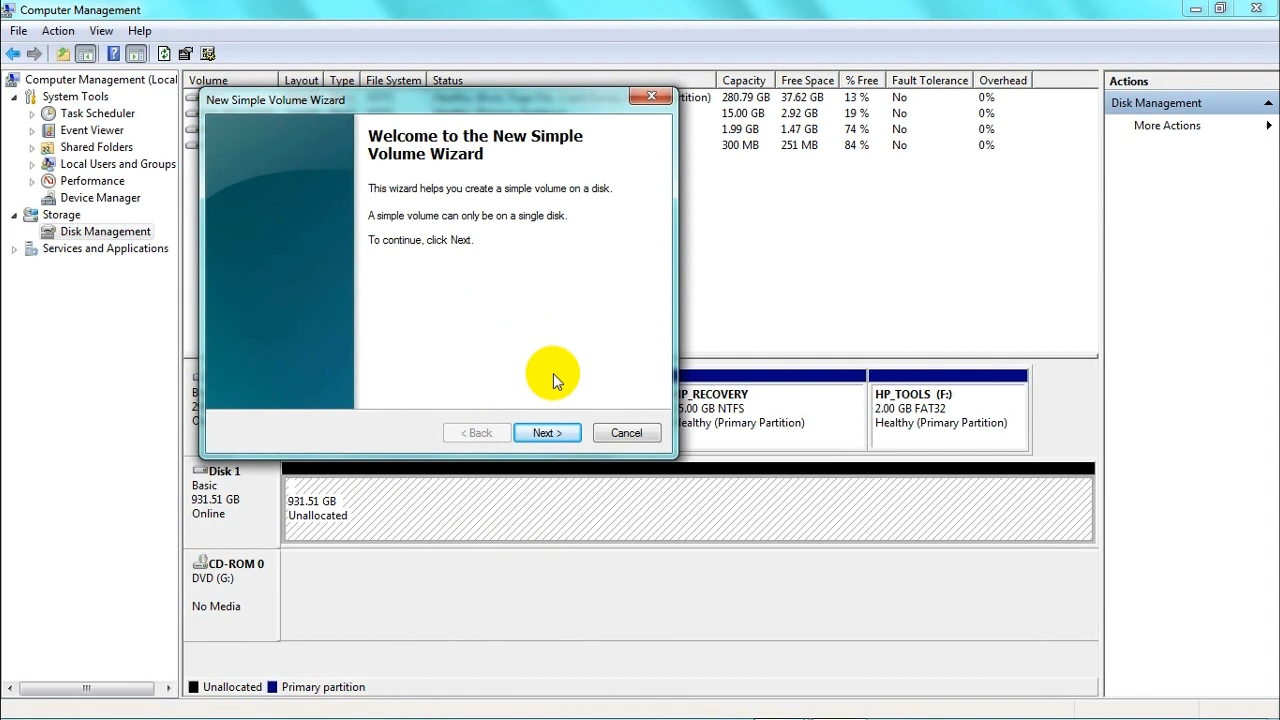 Computer Management
File Action View Help
Computer Management (Local
System Tools
Task Scheduler
Event Viewer
Shared Folders
Local Users and Groups
Performance
Device Manager
Storage
Disk Management
Services and Applications
Volume Layout Type File System Status Capacity Free Space % Free Fault Tolerance Overhead
rtition) 280.79 GB 37.62 GB 13 % No 0%
15.00 GB 2.92 GB 19 % No 0%
1.99 GB 1.47 GB 74 % No 0%
300 MB 251 MB 84 % No 0%
New Simple Volume Wizard
Welcome to the New Simple
Volume Wizard
This wizard helps you create a simple volume on a disk.
A simple volume can only be on a single disk.
To continue, click Next.
< Back Next > Cancel
HP_RECOVERY
5.00 GB NTFS
ealthy (Primary Partition)
HP_TOOLS (F:)
2.00 GB FAT32
Healthy (Primary Partition)
Disk 1
Basic
931.51 GB
Online
931.51 GB
Unallocated
CD-ROM 0
DVD (G:)
No Media
Unallocated Primary partition
Actions
Disk Management
More Actions